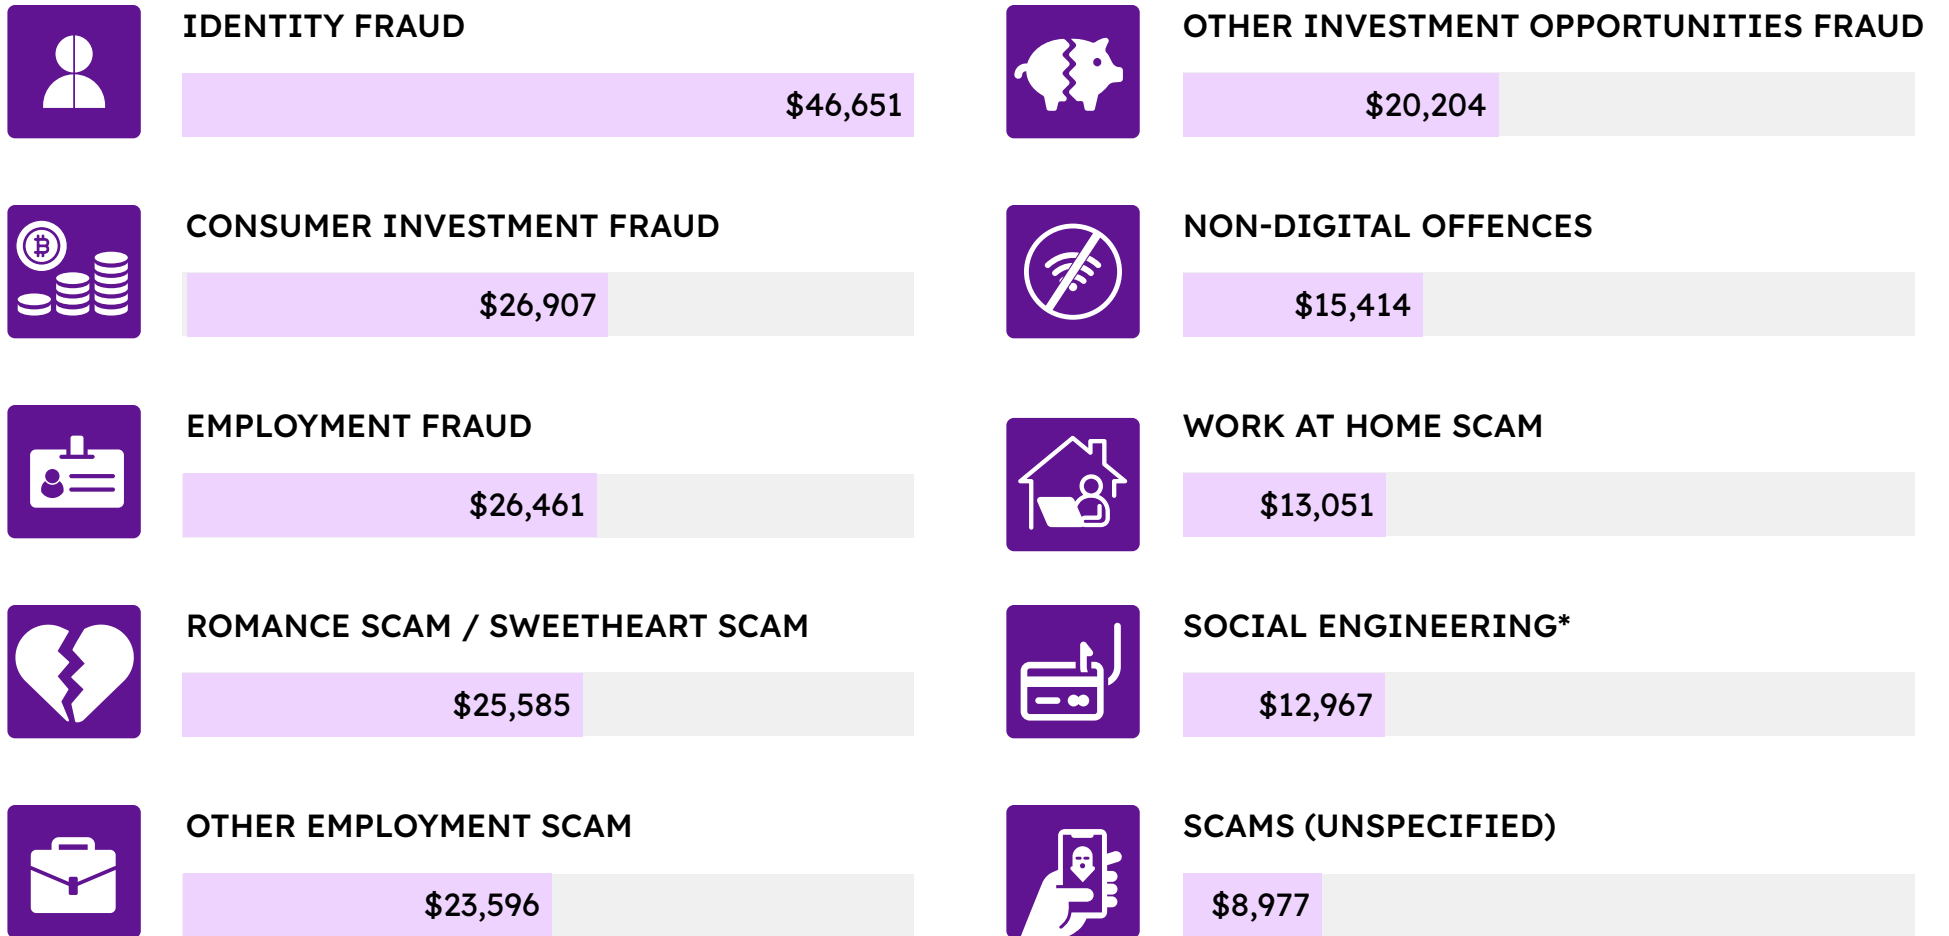 IDENTITY FRAUD
$46,651
CONSUMER INVESTMENT FRAUD
$26,907
EMPLOYMENT FRAUD
$26,461
ROMANCE SCAM / SWEETHEART SCAM
$25,585
OTHER EMPLOYMENT SCAM
$23,596
OTHER INVESTMENT OPPORTUNITIES FRAUD
$20,204
NON-DIGITAL OFFENCES
$15,414
WORK AT HOME SCAM
$13,051
SOCIAL ENGINEERING*
$12,967
SCAMS (UNSPECIFIED)
$8,977